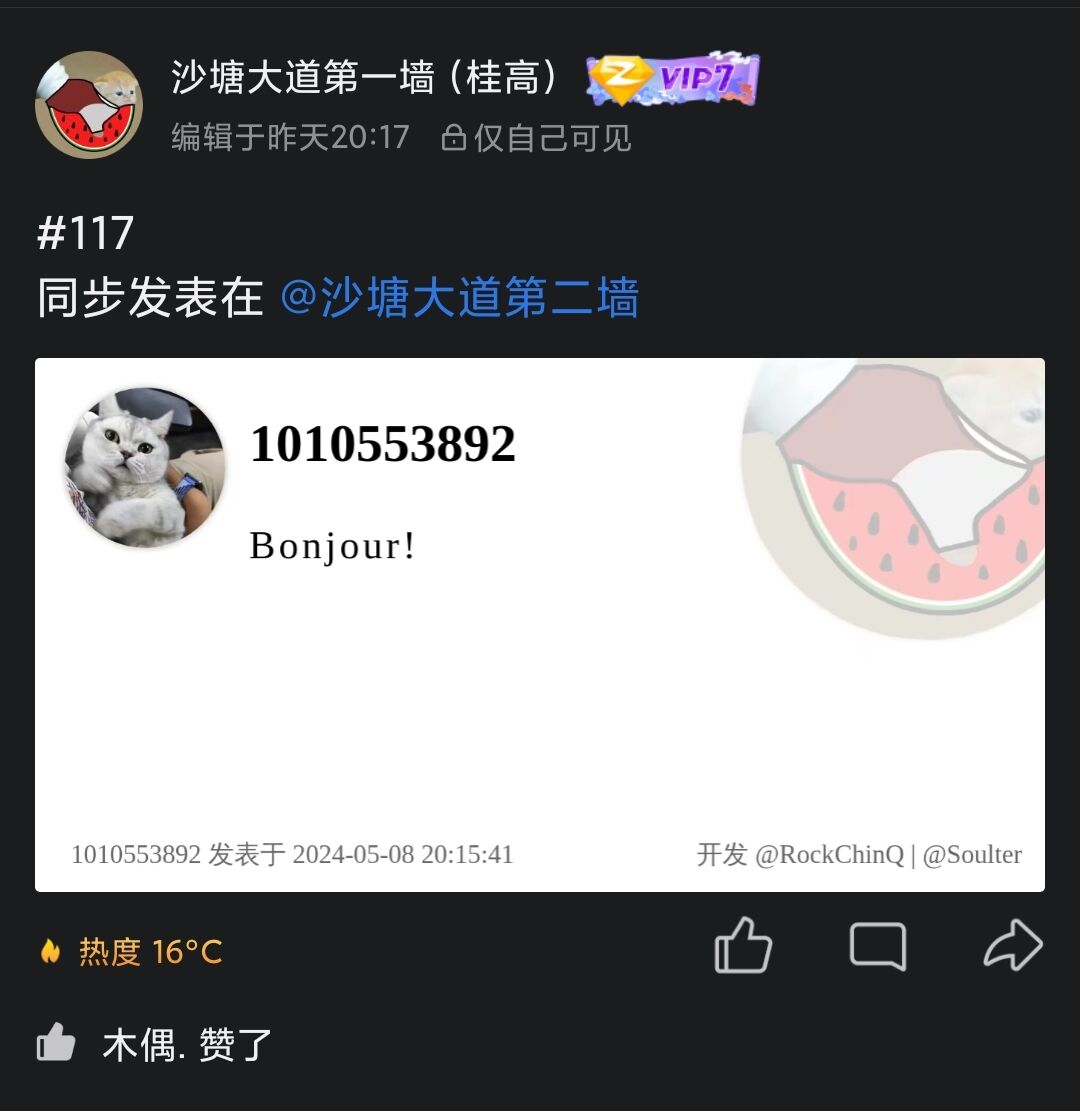 沙塘大道第一墙（桂高） VIP7
编辑于昨天20:17 仅自己可见
#117
同步发表在 @沙塘大道第二墙
1010553892
Bonjour!
1010553892 发表于 2024-05-08 20:15:41 开发 @RockChinQ | @Soulter
热度 16°C
木偶. 赞了